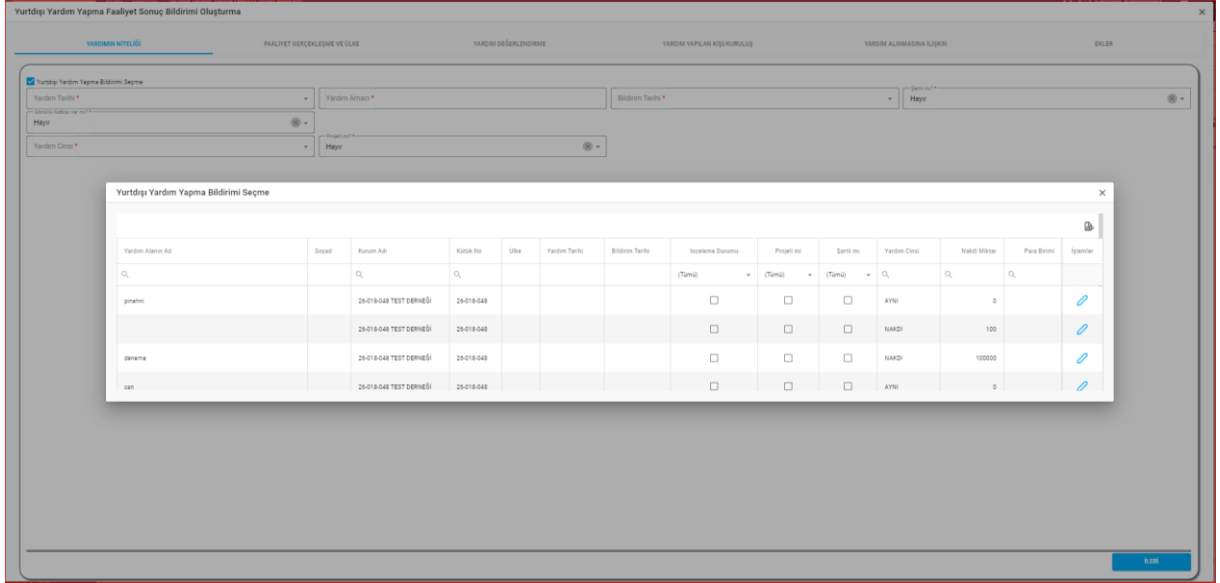 Yurtdışı Yardım Yapma Faaliyet Sonuç Bildirimi Oluşturma
YARDIMIN NİTELİĞİ FAALİYET GERÇEKLEŞME VE ÜLKE YARDIM DEĞERLENDİRME YARDIM YAPILAN KİŞİ/KURULUŞ YARDIM ALINMASINA İLİŞKİN EKLER
Yurtdışı Yardım Yapma Bildirimi Seçme
Yardım Tarihi * Yardım Amacı * Bildirim Tarihi * Şartlı mı? * Hayır
Katkısı var mı? *
Hayır
Yardım Cinsi * Projeli mi? * Hayır
Yurtdışı Yardım Yapma Bildirimi Seçme
Yardım Alanın Ad Soyad Kurum Adı Kütük No Ulke Yardım Tarihi Bildirim Tarihi İnceleme Durumu Projeli mi Şartlı mı Yardım Cinsi Nakdi Miktar Para Birimi İşlemler
(Tümü) (Tümü) (Tümü)
26-018-048 TEST DERNEĞİ 26-018-048 AYNI 0
26-018-048 TEST DERNEĞİ 26-018-048 NAKDI 100
deneme 26-018-048 TEST DERNEĞİ 26-018-048 NAKDI 100000
can 26-018-048 TEST DERNEĞİ 26-018-048 AYNI 0
İLERİ